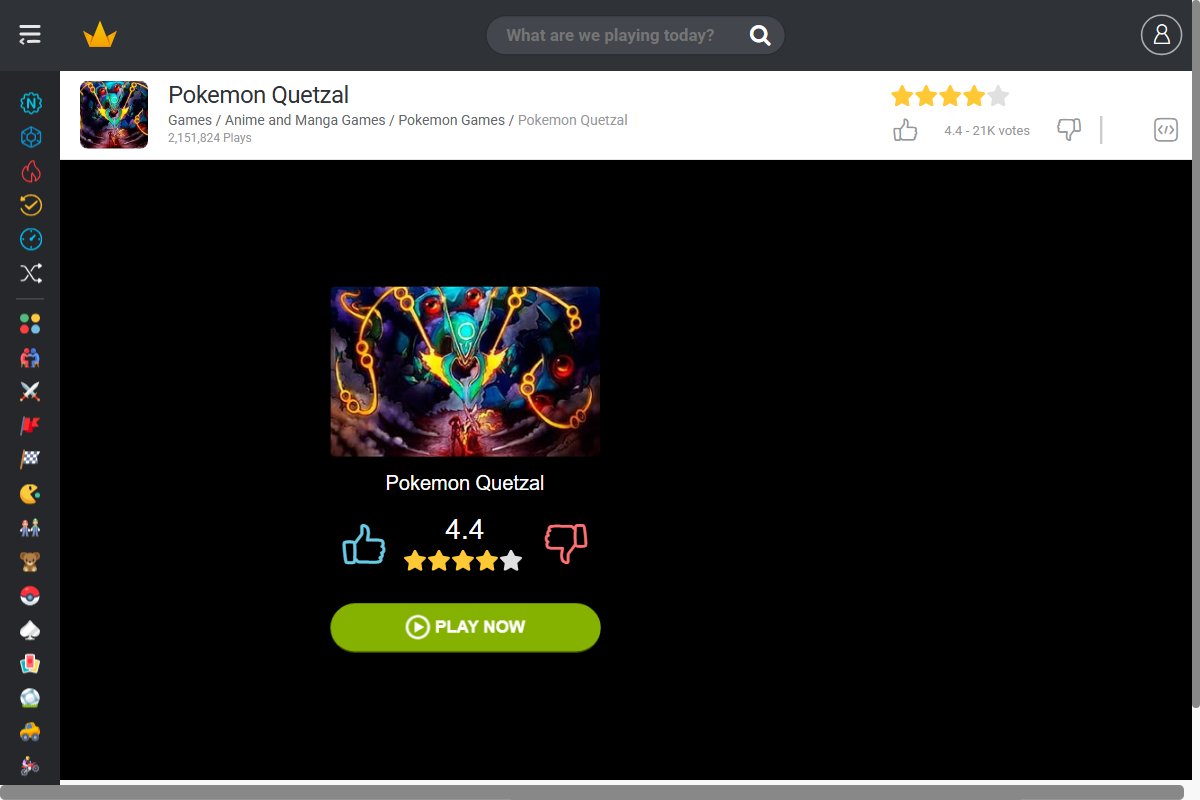 What are we playing today?
Pokemon Quetzal
Games / Anime and Manga Games / Pokemon Games / Pokemon Quetzal
2,151,824 Plays
4.4 - 21K votes
N
Pokemon Quetzal
4.4
PLAY NOW